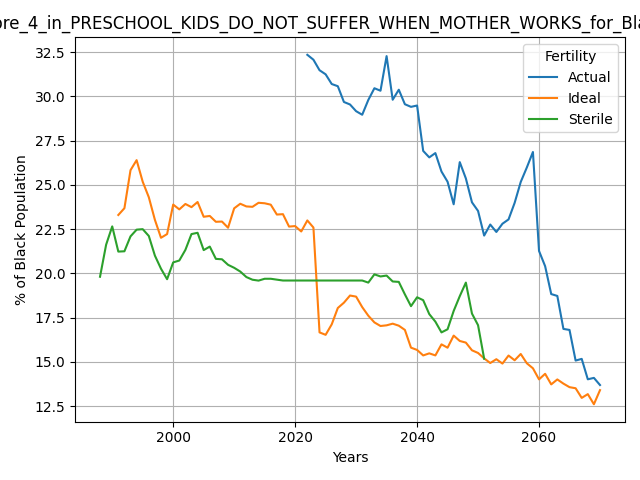 ore_4_in_PRESCHOOL_KIDS_DO_NOT_SUFFER_WHEN_MOTHER_WORKS_for_Bla
Fertility
Actual
Ideal
Sterile
% of Black Population
32.5
30.0
27.5
25.0
22.5
20.0
17.5
15.0
12.5
2000
2020
2040
2060
Years